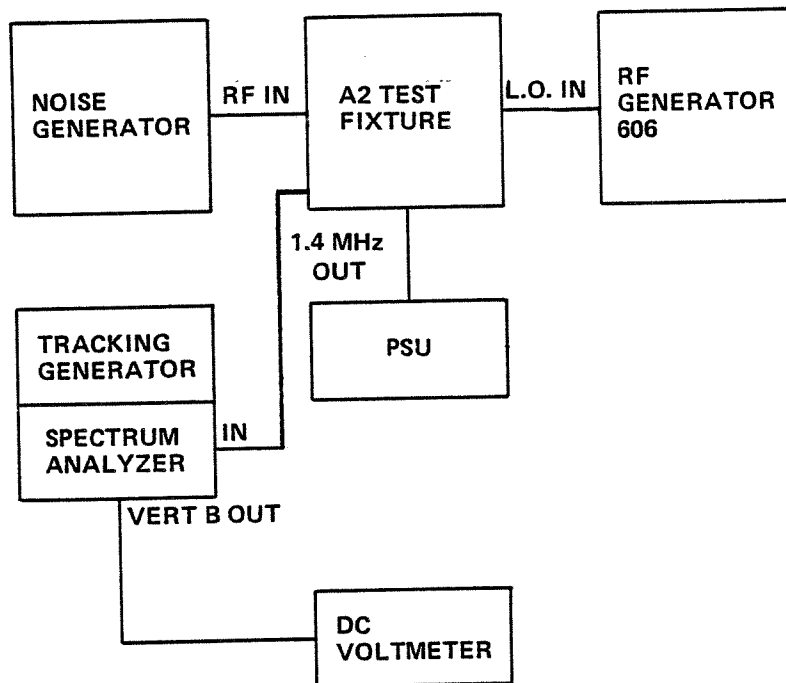 NOISE
GENERATOR
RF IN
A2 TEST
FIXTURE
L.O. IN
RF
GENERATOR
606
1.4 MHz
OUT
PSU
TRACKING
GENERATOR
SPECTRUM
ANALYZER
IN
VERT B OUT
DC
VOLTMETER